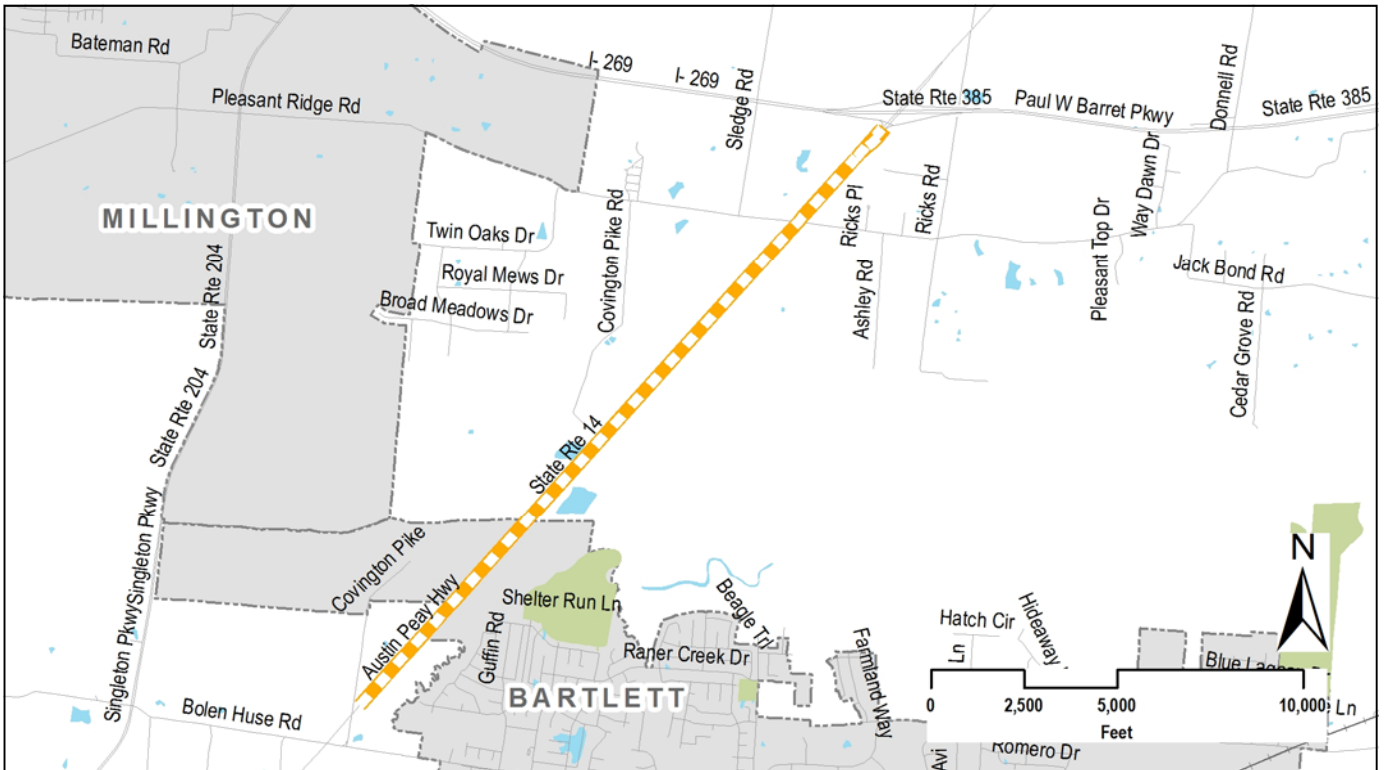 Bateman Rd
I- 269
I- 269
Sledge Rd
State Rte 385
Paul W Barret Pkwy
Donnell Rd
State Rte 385
Pleasant Ridge Rd
MILLINGTON
Twin Oaks Dr
Royal Mews Dr
Broad Meadows Dr
Covington Pike Rd
Ricks Pl
Ricks Rd
Ashley Rd
Pleasant Top Dr
Way Dawn Dr
Jack Bond Rd
Cedar Grove Rd
State Rte 204
State Rte 204
State Rte 14
Singleton Pkwy
Singleton Pkwy
Covington Pike
Austin Peay Hwy
Guffin Rd
Shelter Run Ln
Raner Creek Dr
Beagle Trl
Farmland Way
Hatch Cir
Ln
Hideaway
N
BARTLETT
Bolen Huse Rd
0 2,500 5,000 10,000
Feet
Ln
Romero Dr
Avi